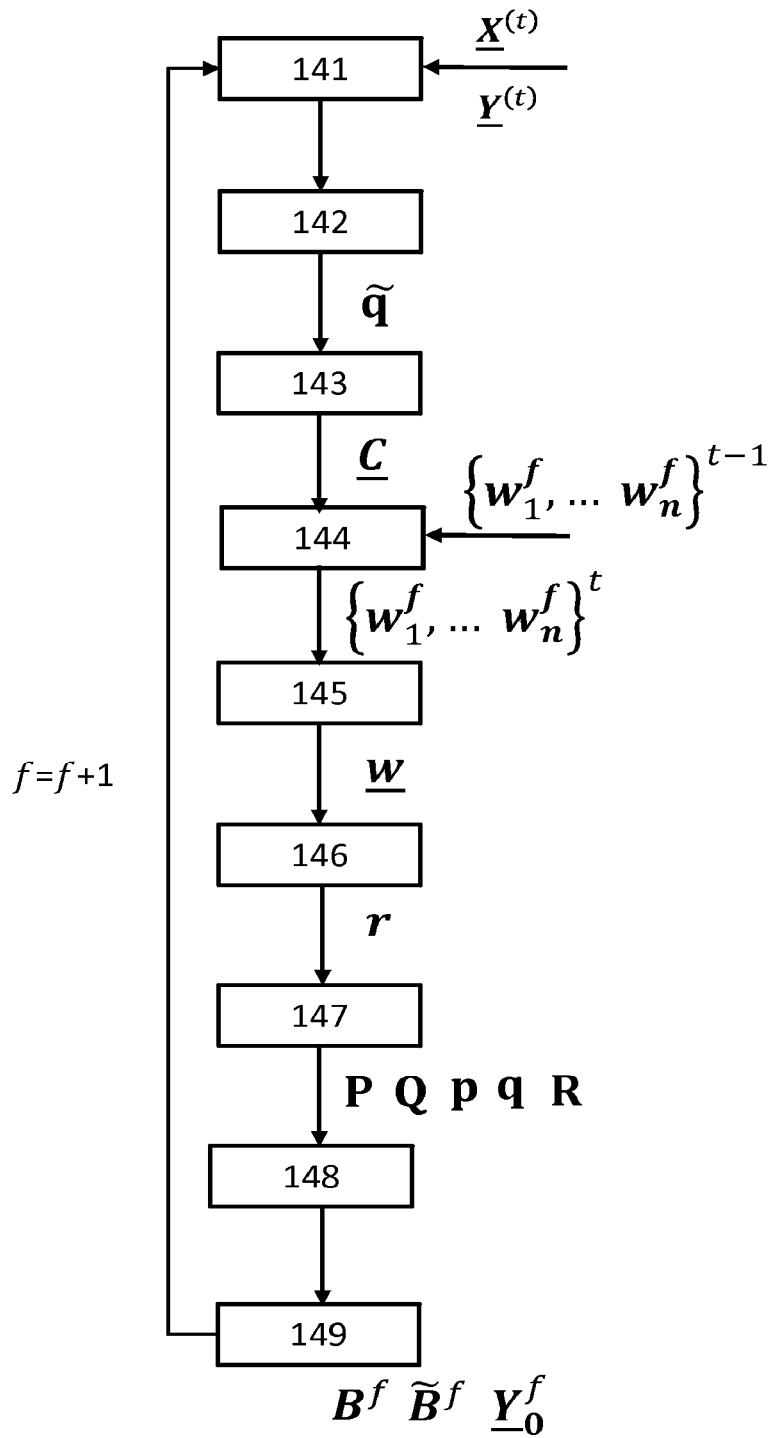 X^(t)
141
Y^(t)
142
q̃
143
C
{w₁ᶠ, … wₙᶠ}ᵗ⁻¹
144
{w₁ᶠ, … wₙᶠ}ᵗ
145
w
f=f+1
146
r
147
P Q p q R
148
149
Bᶠ B̃ᶠ Y₀ᶠ